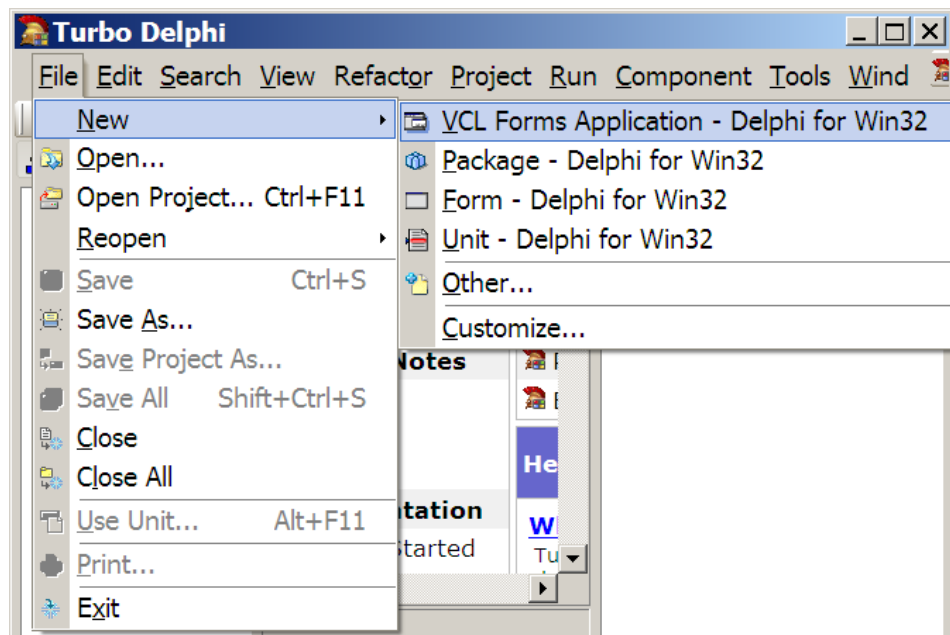 Turbo Delphi
File Edit Search View Refactor Project Run Component Tools Wind
New
Open...
Open Project... Ctrl+F11
Reopen
Save Ctrl+S
Save As...
Save Project As...
Save All Shift+Ctrl+S
Close
Close All
Use Unit... Alt+F11
Print...
Exit
VCL Forms Application - Delphi for Win32
Package - Delphi for Win32
Form - Delphi for Win32
Unit - Delphi for Win32
Other...
Customize...
Notes
tation
Started
He
W
Tu